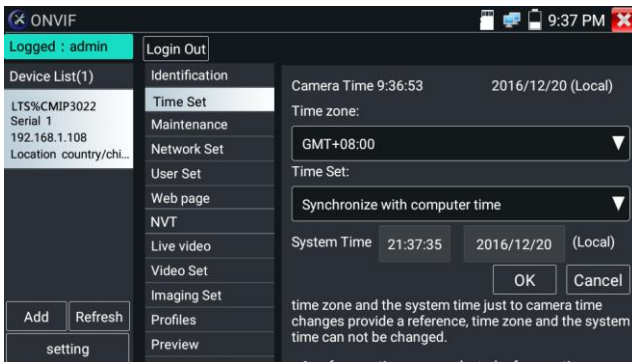 ONVIF
9:37 PM
Logged : admin
Login Out
Device List(1)
LTS%CMIP3022
Serial 1
192.168.1.108
Location country/chi...
Add
Refresh
setting
Identification
Time Set
Maintenance
Network Set
User Set
Web page
NVT
Live video
Video Set
Imaging Set
Profiles
Preview
Camera Time 9:36:53 2016/12/20 (Local)
Time zone:
GMT+08:00
Time Set:
Synchronize with computer time
System Time 21:37:35 2016/12/20 (Local)
OK Cancel
time zone and the system time just to camera time
changes provide a reference, time zone and the system
time can not be changed.